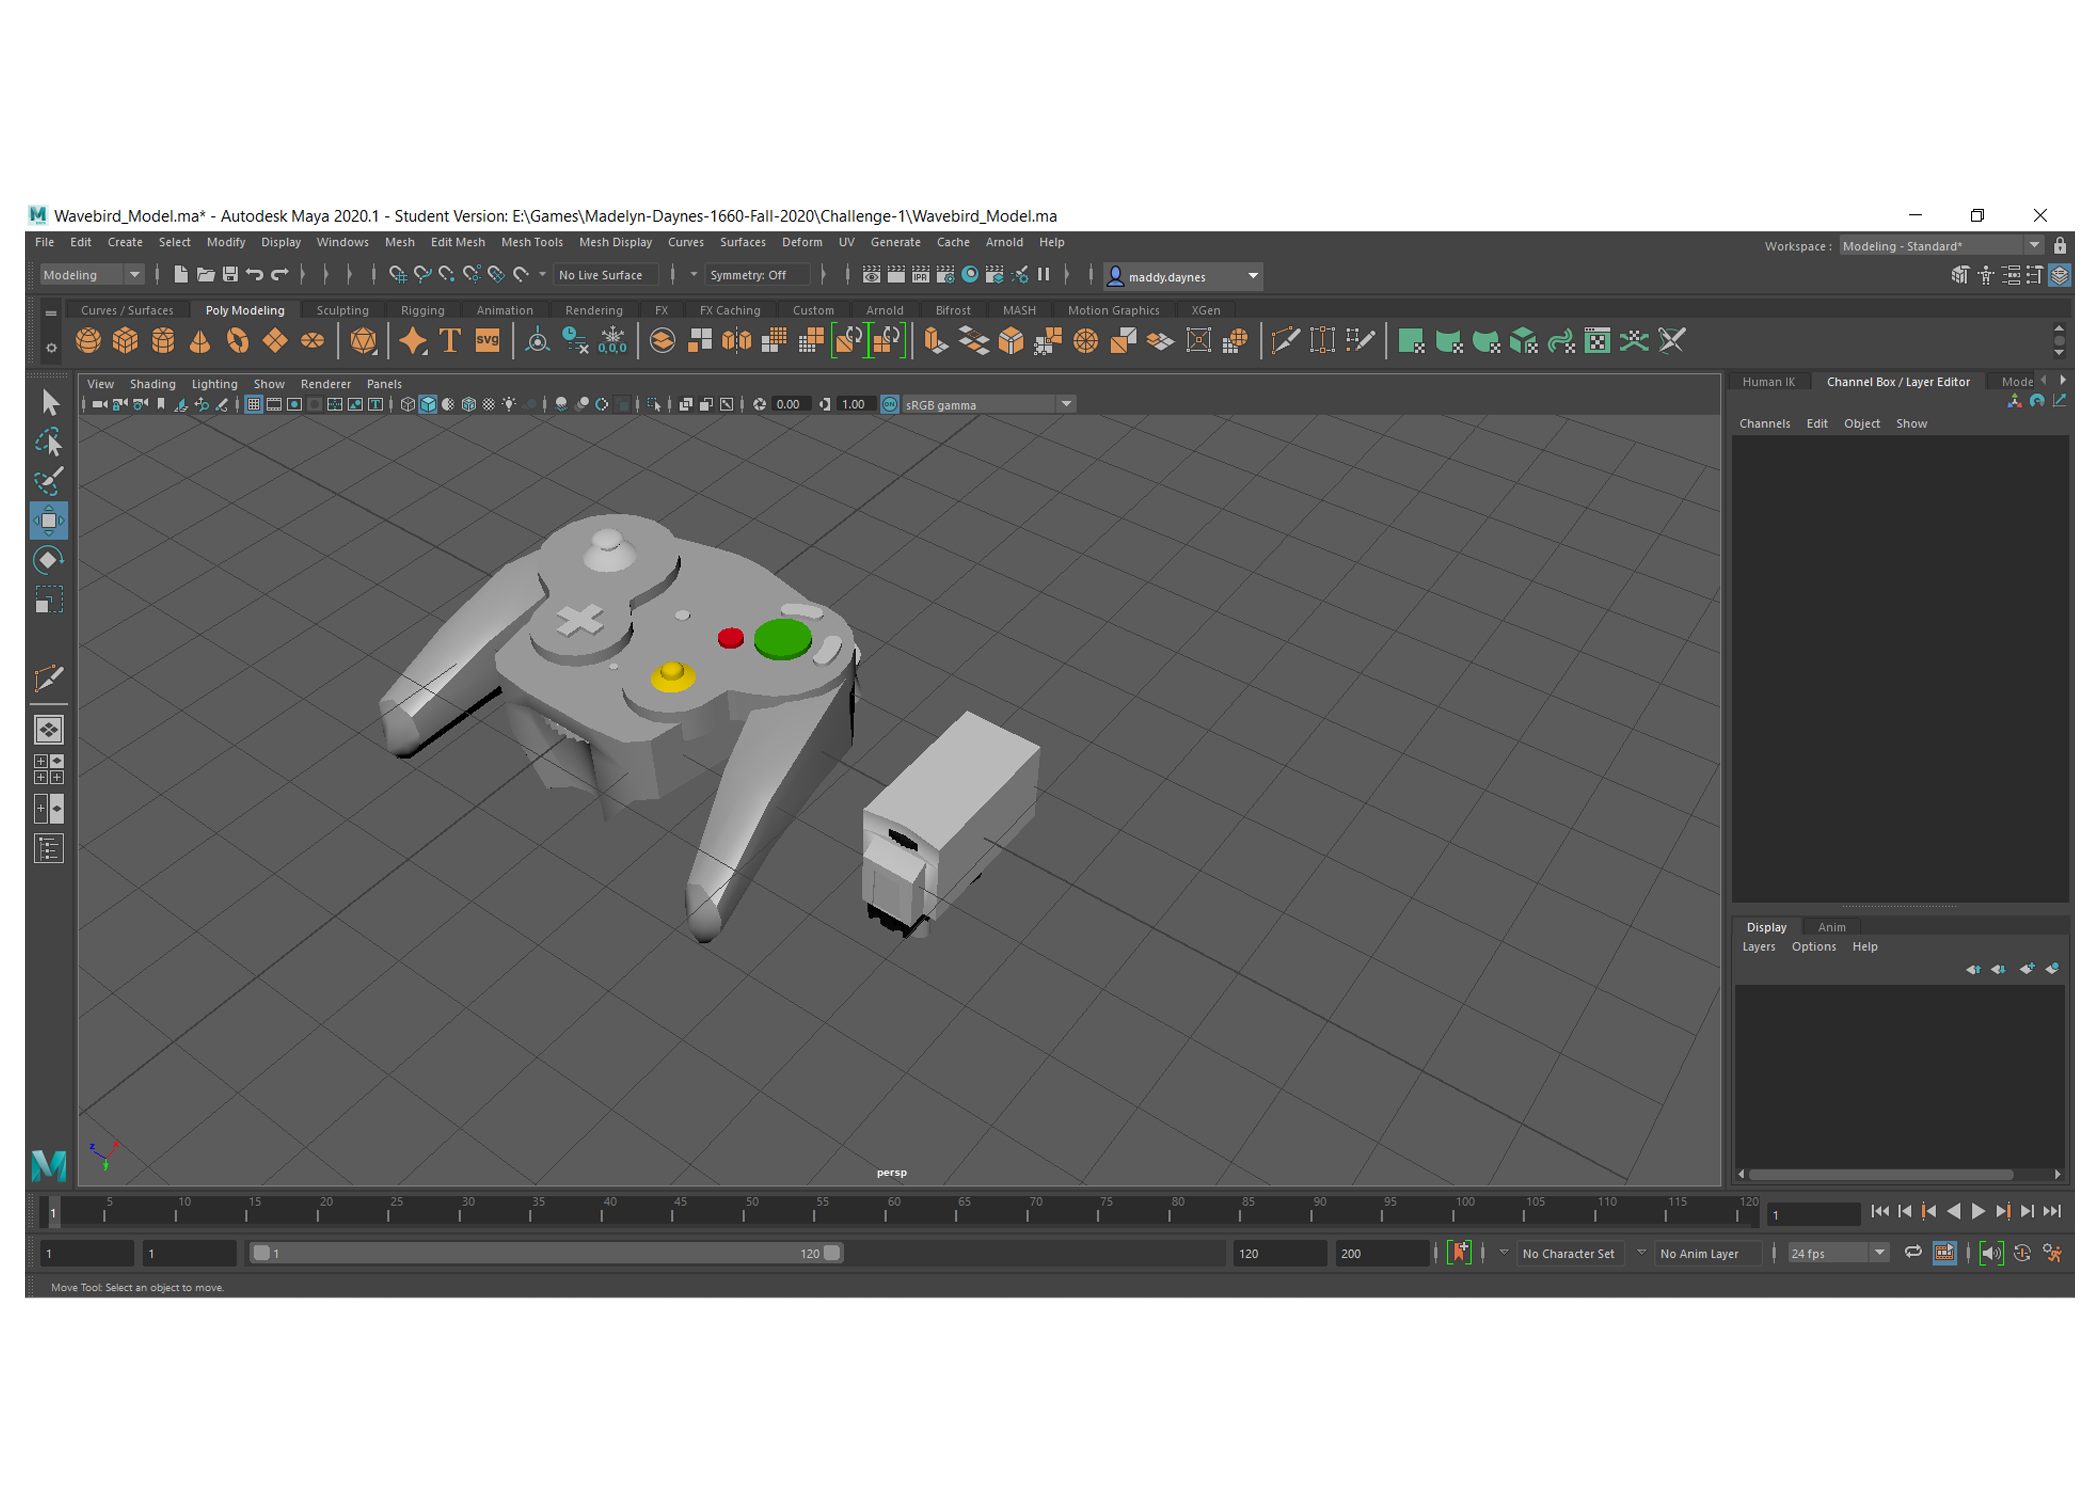 Wavebird_Model.ma* - Autodesk Maya 2020.1 - Student Version: E:\Games\Madelyn-Daynes-1660-Fall-2020\Challenge-1\Wavebird_Model.ma
File Edit Create Select Modify Display Windows Mesh Edit Mesh Mesh Tools Mesh Display Curves Surfaces Deform UV Generate Cache Arnold Help
Workspace : Modeling - Standard*
Modeling No Live Surface Symmetry: Off IPR maddy.daynes
Curves / Surfaces Poly Modeling Sculpting Rigging Animation Rendering FX FX Caching Custom Arnold Bifrost MASH Motion Graphics XGen
T svg 0,0,0
View Shading Lighting Show Renderer Panels
0.00 1.00 ON sRGB gamma
Human IK Channel Box / Layer Editor Mode
Channels Edit Object Show
Display Anim
Layers Options Help
z x y
persp
M
5 10 15 20 25 30 35 40 45 50 55 60 65 70 75 80 85 90 95 100 105 110 115 120
1 1
1 1 1 120 120 200 No Character Set No Anim Layer 24 fps
Move Tool: Select an object to move.